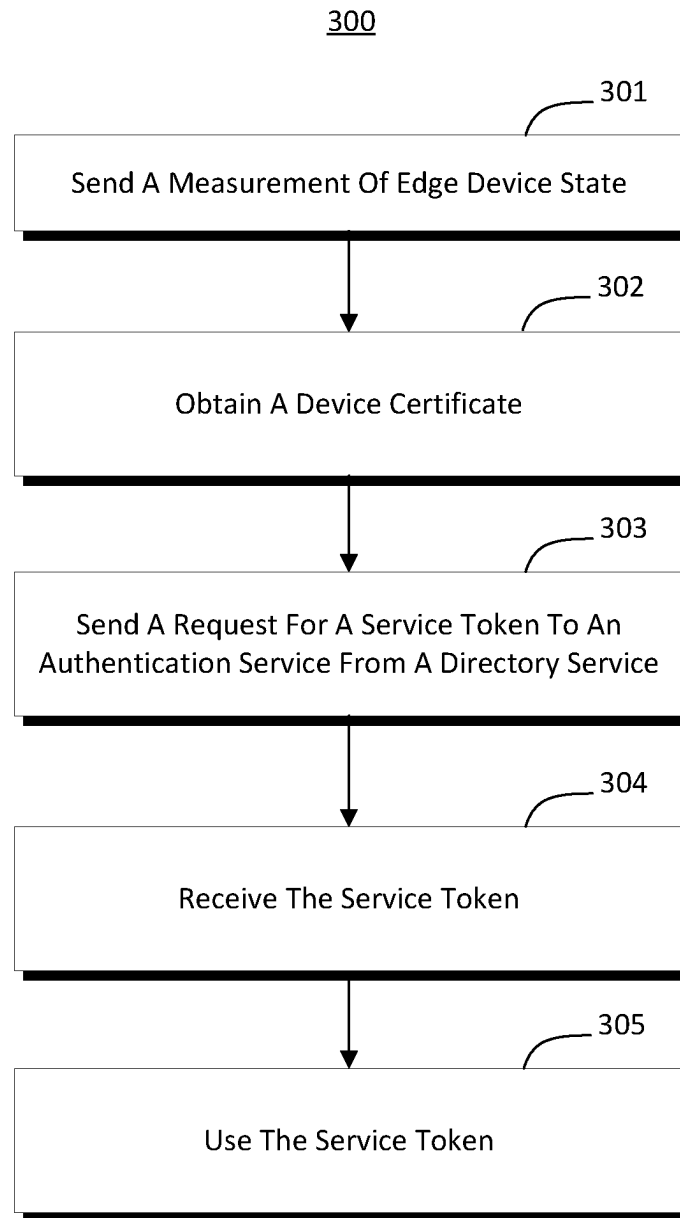 300
301
Send A Measurement Of Edge Device State
302
Obtain A Device Certificate
303
Send A Request For A Service Token To An
Authentication Service From A Directory Service
304
Receive The Service Token
305
Use The Service Token